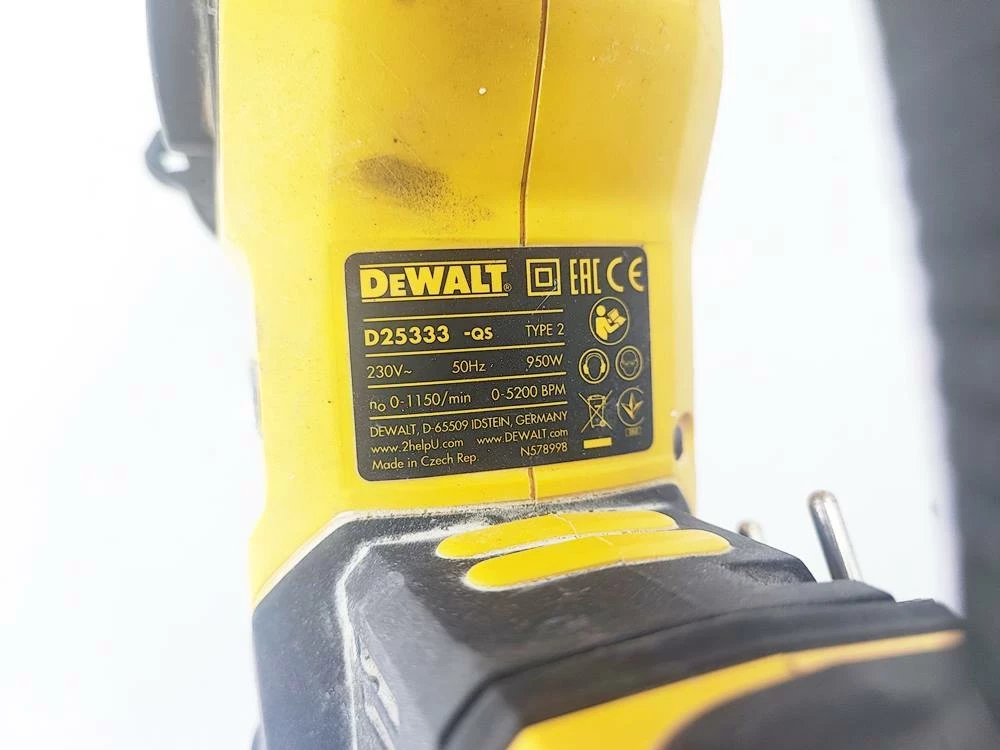 DEWALT®
EAC CE
D25333 -QS TYPE 2
230V~ 50Hz 950W
n₀ 0-1150/min 0-5200 BPM
DEWALT, D-65509 IDSTEIN, GERMANY
www.2helpU.com www.DEWALT.com
Made in Czech Rep. N578998